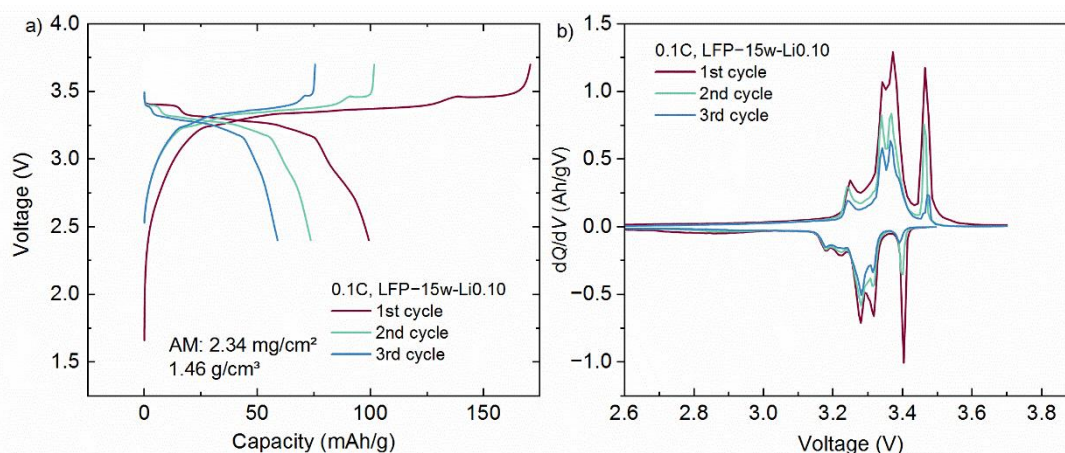 a)
4.0
3.5
3.0
2.5
2.0
1.5
Voltage (V)
0.1C, LFP−15w-Li0.10
1st cycle
2nd cycle
3rd cycle
AM: 2.34 mg/cm²
1.46 g/cm³
0 50 100 150
Capacity (mAh/g)
b)
1.5
1.0
0.5
0.0
−0.5
−1.0
dQ/dV (Ah/gV)
0.1C, LFP−15w-Li0.10
1st cycle
2nd cycle
3rd cycle
2.6 3.0 3.2 3.4 3.6 3.8
Voltage (V)